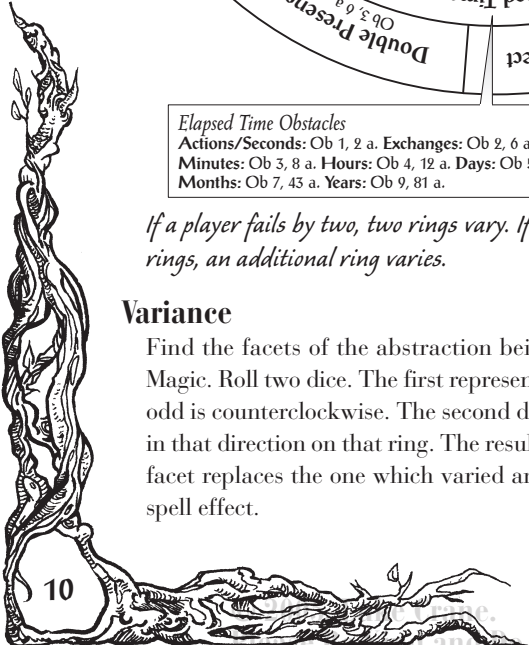 Double Presence
Ob 3, 6 a
Elapsed Time Obstacles
Actions/Seconds: Ob 1, 2 a. Exchanges: Ob 2, 6 a
Minutes: Ob 3, 8 a. Hours: Ob 4, 12 a. Days: Ob
Months: Ob 7, 43 a. Years: Ob 9, 81 a.
If a player fails by two, two rings vary. If
rings, an additional ring varies.
Variance
Find the facets of the abstraction bei
Magic. Roll two dice. The first represen
odd is counterclockwise. The second d
in that direction on that ring. The resul
facet replaces the one which varied an
spell effect.
10
Crane.